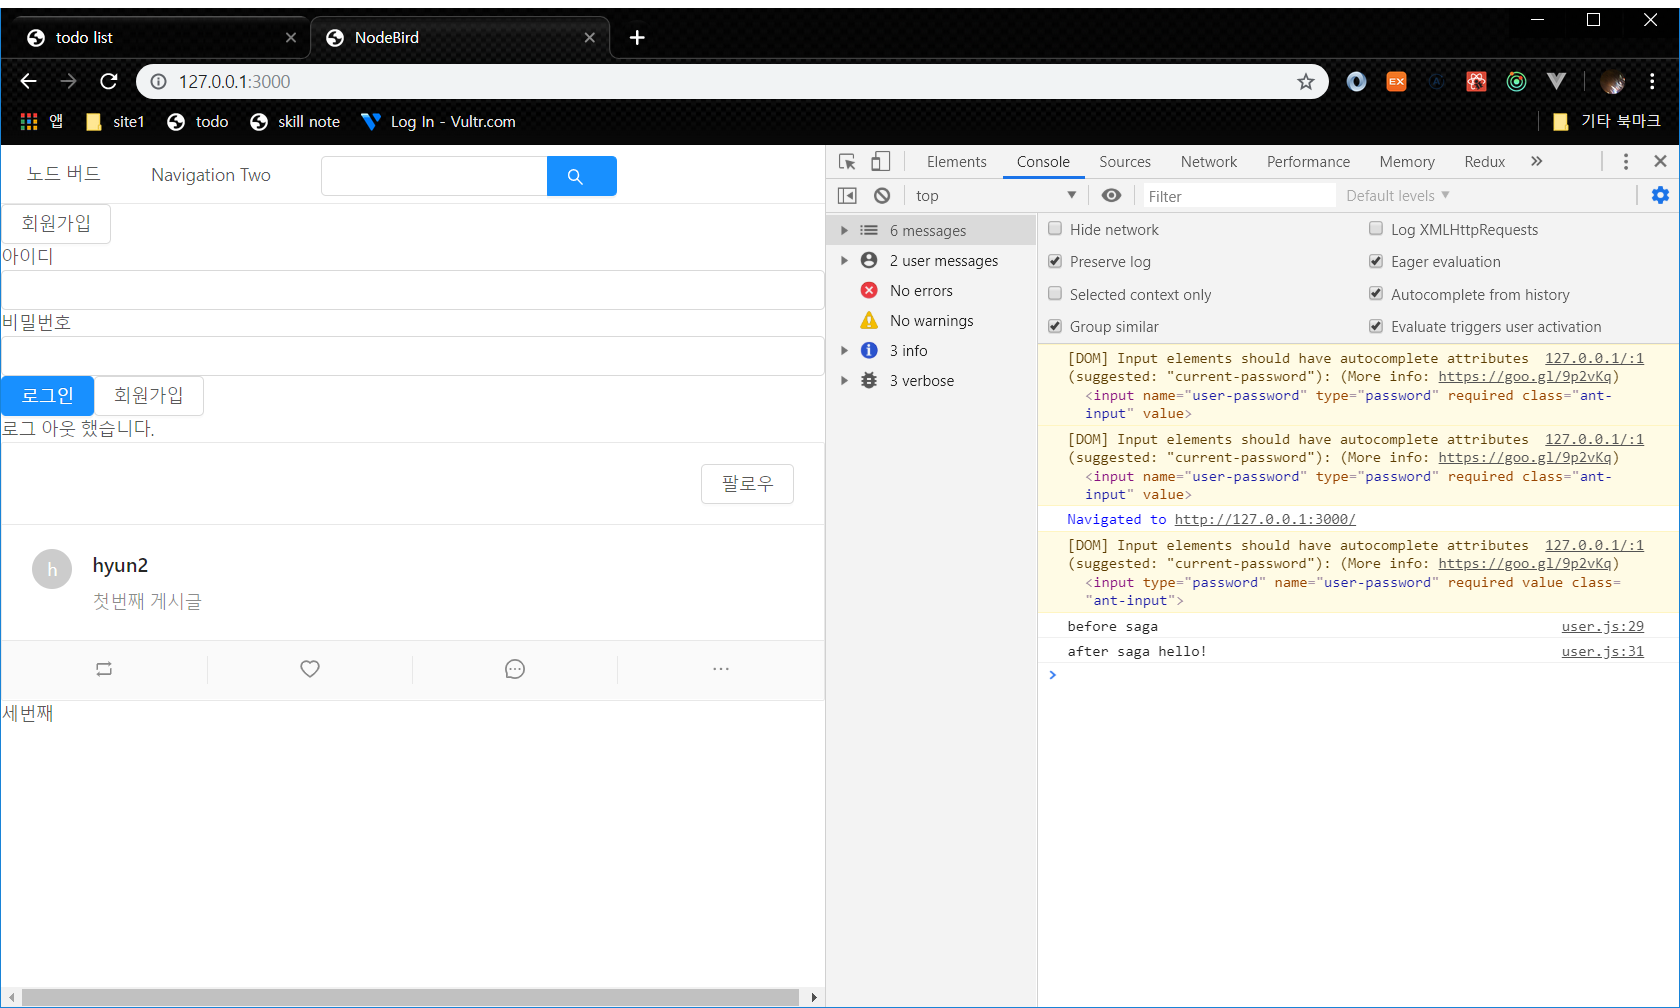 todo list
NodeBird
127.0.0.1:3000
EX
앱
site1
todo
skill note
Log In - Vultr.com
기타 북마크
노드 버드
Navigation Two
회원가입
아이디
비밀번호
로그인
회원가입
로그 아웃 했습니다.
팔로우
h
hyun2
첫번째 게시글
세번째
Elements
Console
Sources
Network
Performance
Memory
Redux
top
Filter
Default levels
6 messages
2 user messages
No errors
No warnings
3 info
3 verbose
Hide network
Log XMLHttpRequests
Preserve log
Eager evaluation
Selected context only
Autocomplete from history
Group similar
Evaluate triggers user activation
[DOM] Input elements should have autocomplete attributes 127.0.0.1/:1
(suggested: "current-password"): (More info: https://goo.gl/9p2vKq)
<input name="user-password" type="password" required class="ant-
input" value>
[DOM] Input elements should have autocomplete attributes 127.0.0.1/:1
(suggested: "current-password"): (More info: https://goo.gl/9p2vKq)
<input name="user-password" type="password" required class="ant-
input" value>
Navigated to http://127.0.0.1:3000/
[DOM] Input elements should have autocomplete attributes 127.0.0.1/:1
(suggested: "current-password"): (More info: https://goo.gl/9p2vKq)
<input type="password" name="user-password" required value class=
"ant-input">
before saga user.js:29
after saga hello! user.js:31